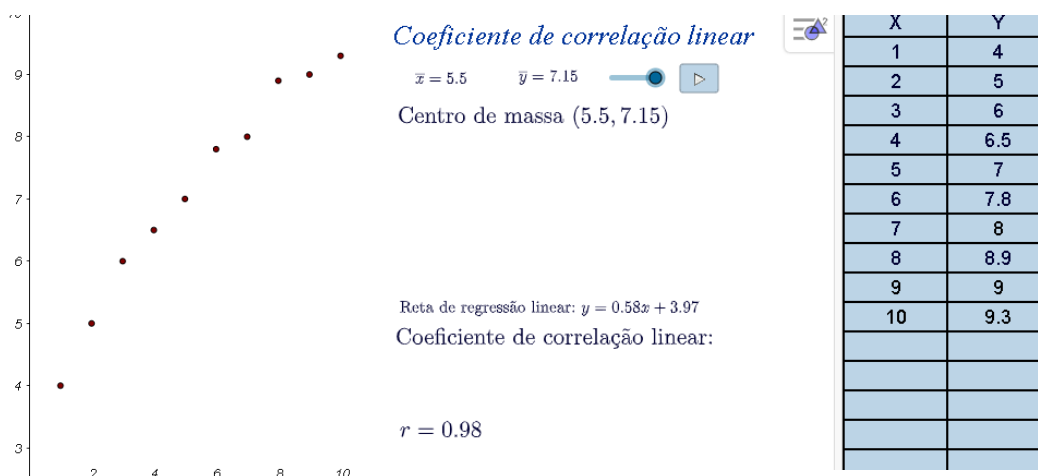 10
9
8
7
6
5
4
3
2 4 6 8 10
Coeficiente de correlação linear
x̅ = 5.5 y̅ = 7.15
Centro de massa (5.5, 7.15)
Reta de regressão linear: y = 0.58x + 3.97
Coeficiente de correlação linear:
r = 0.98
2
X Y
1 4
2 5
3 6
4 6.5
5 7
6 7.8
7 8
8 8.9
9 9
10 9.3